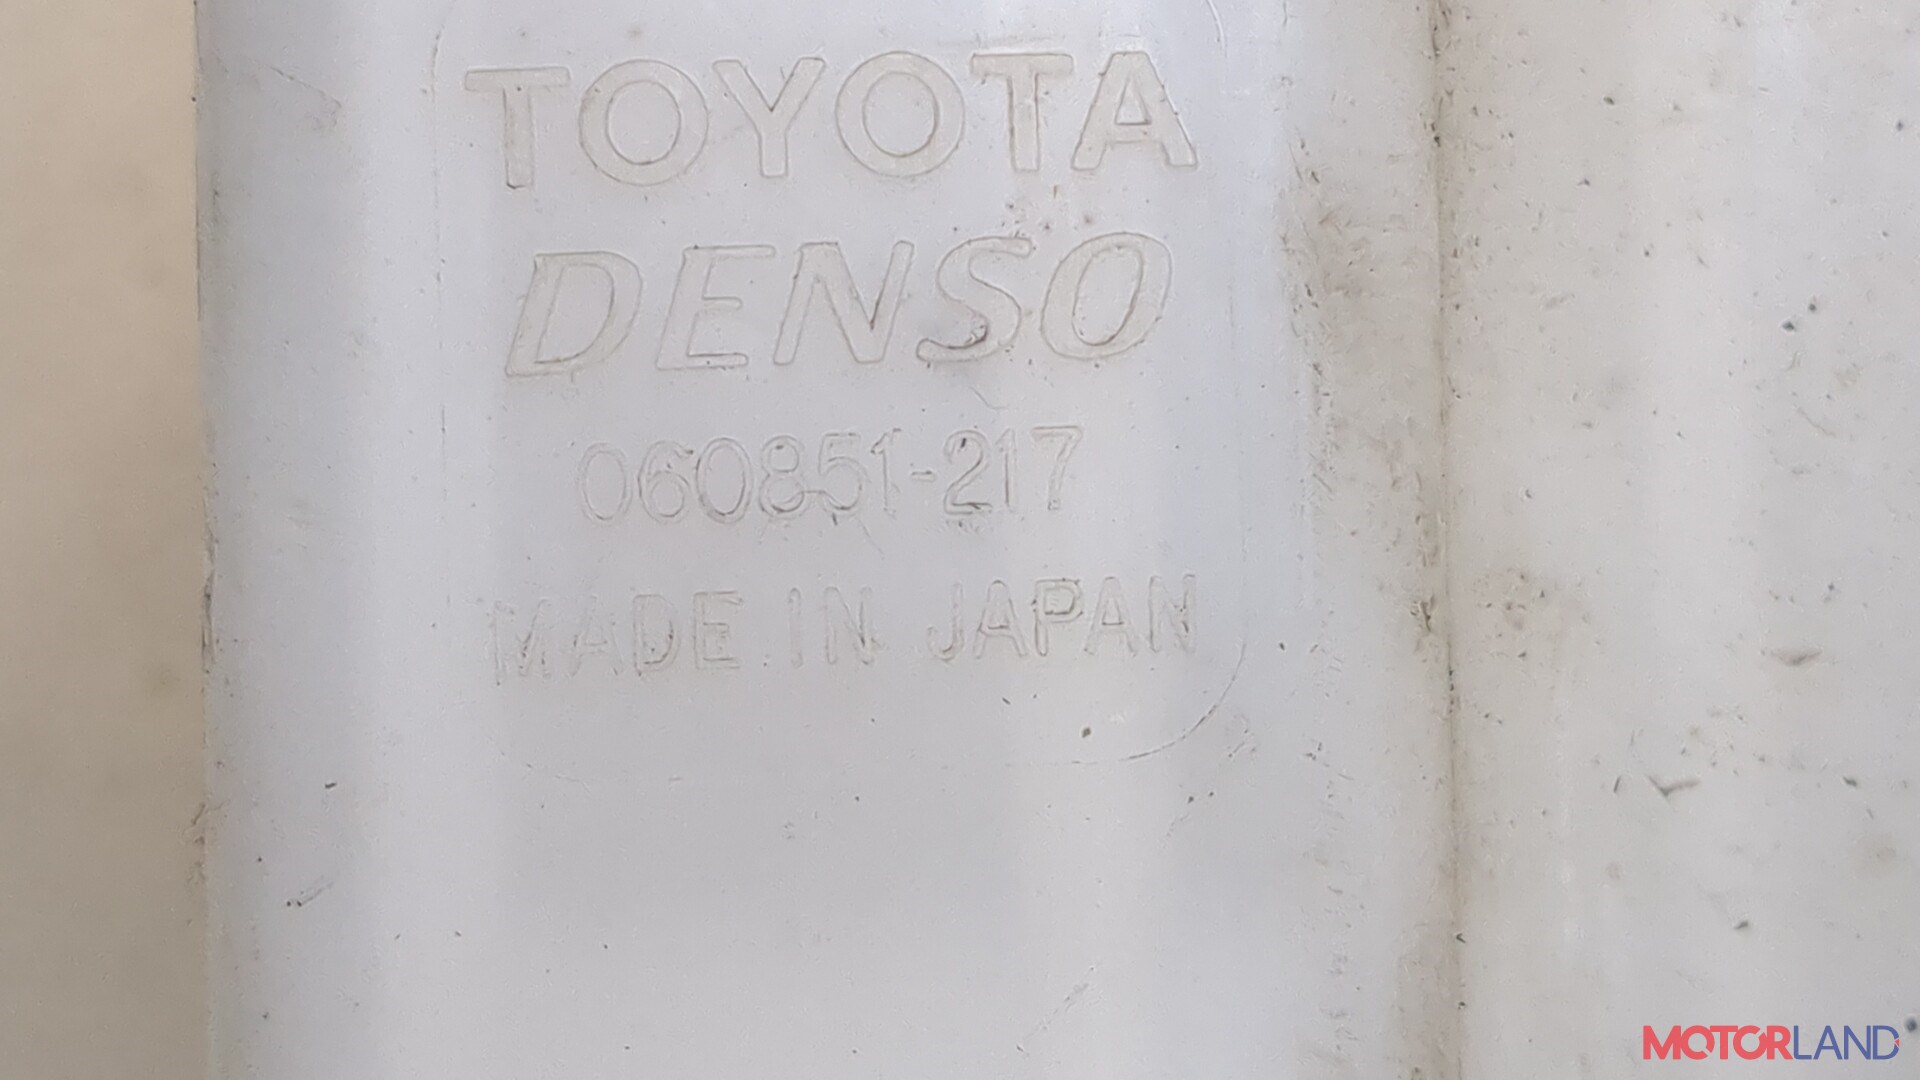 TOYOTA
DENSO
060851-217
MADE IN JAPAN
MOTORLAND